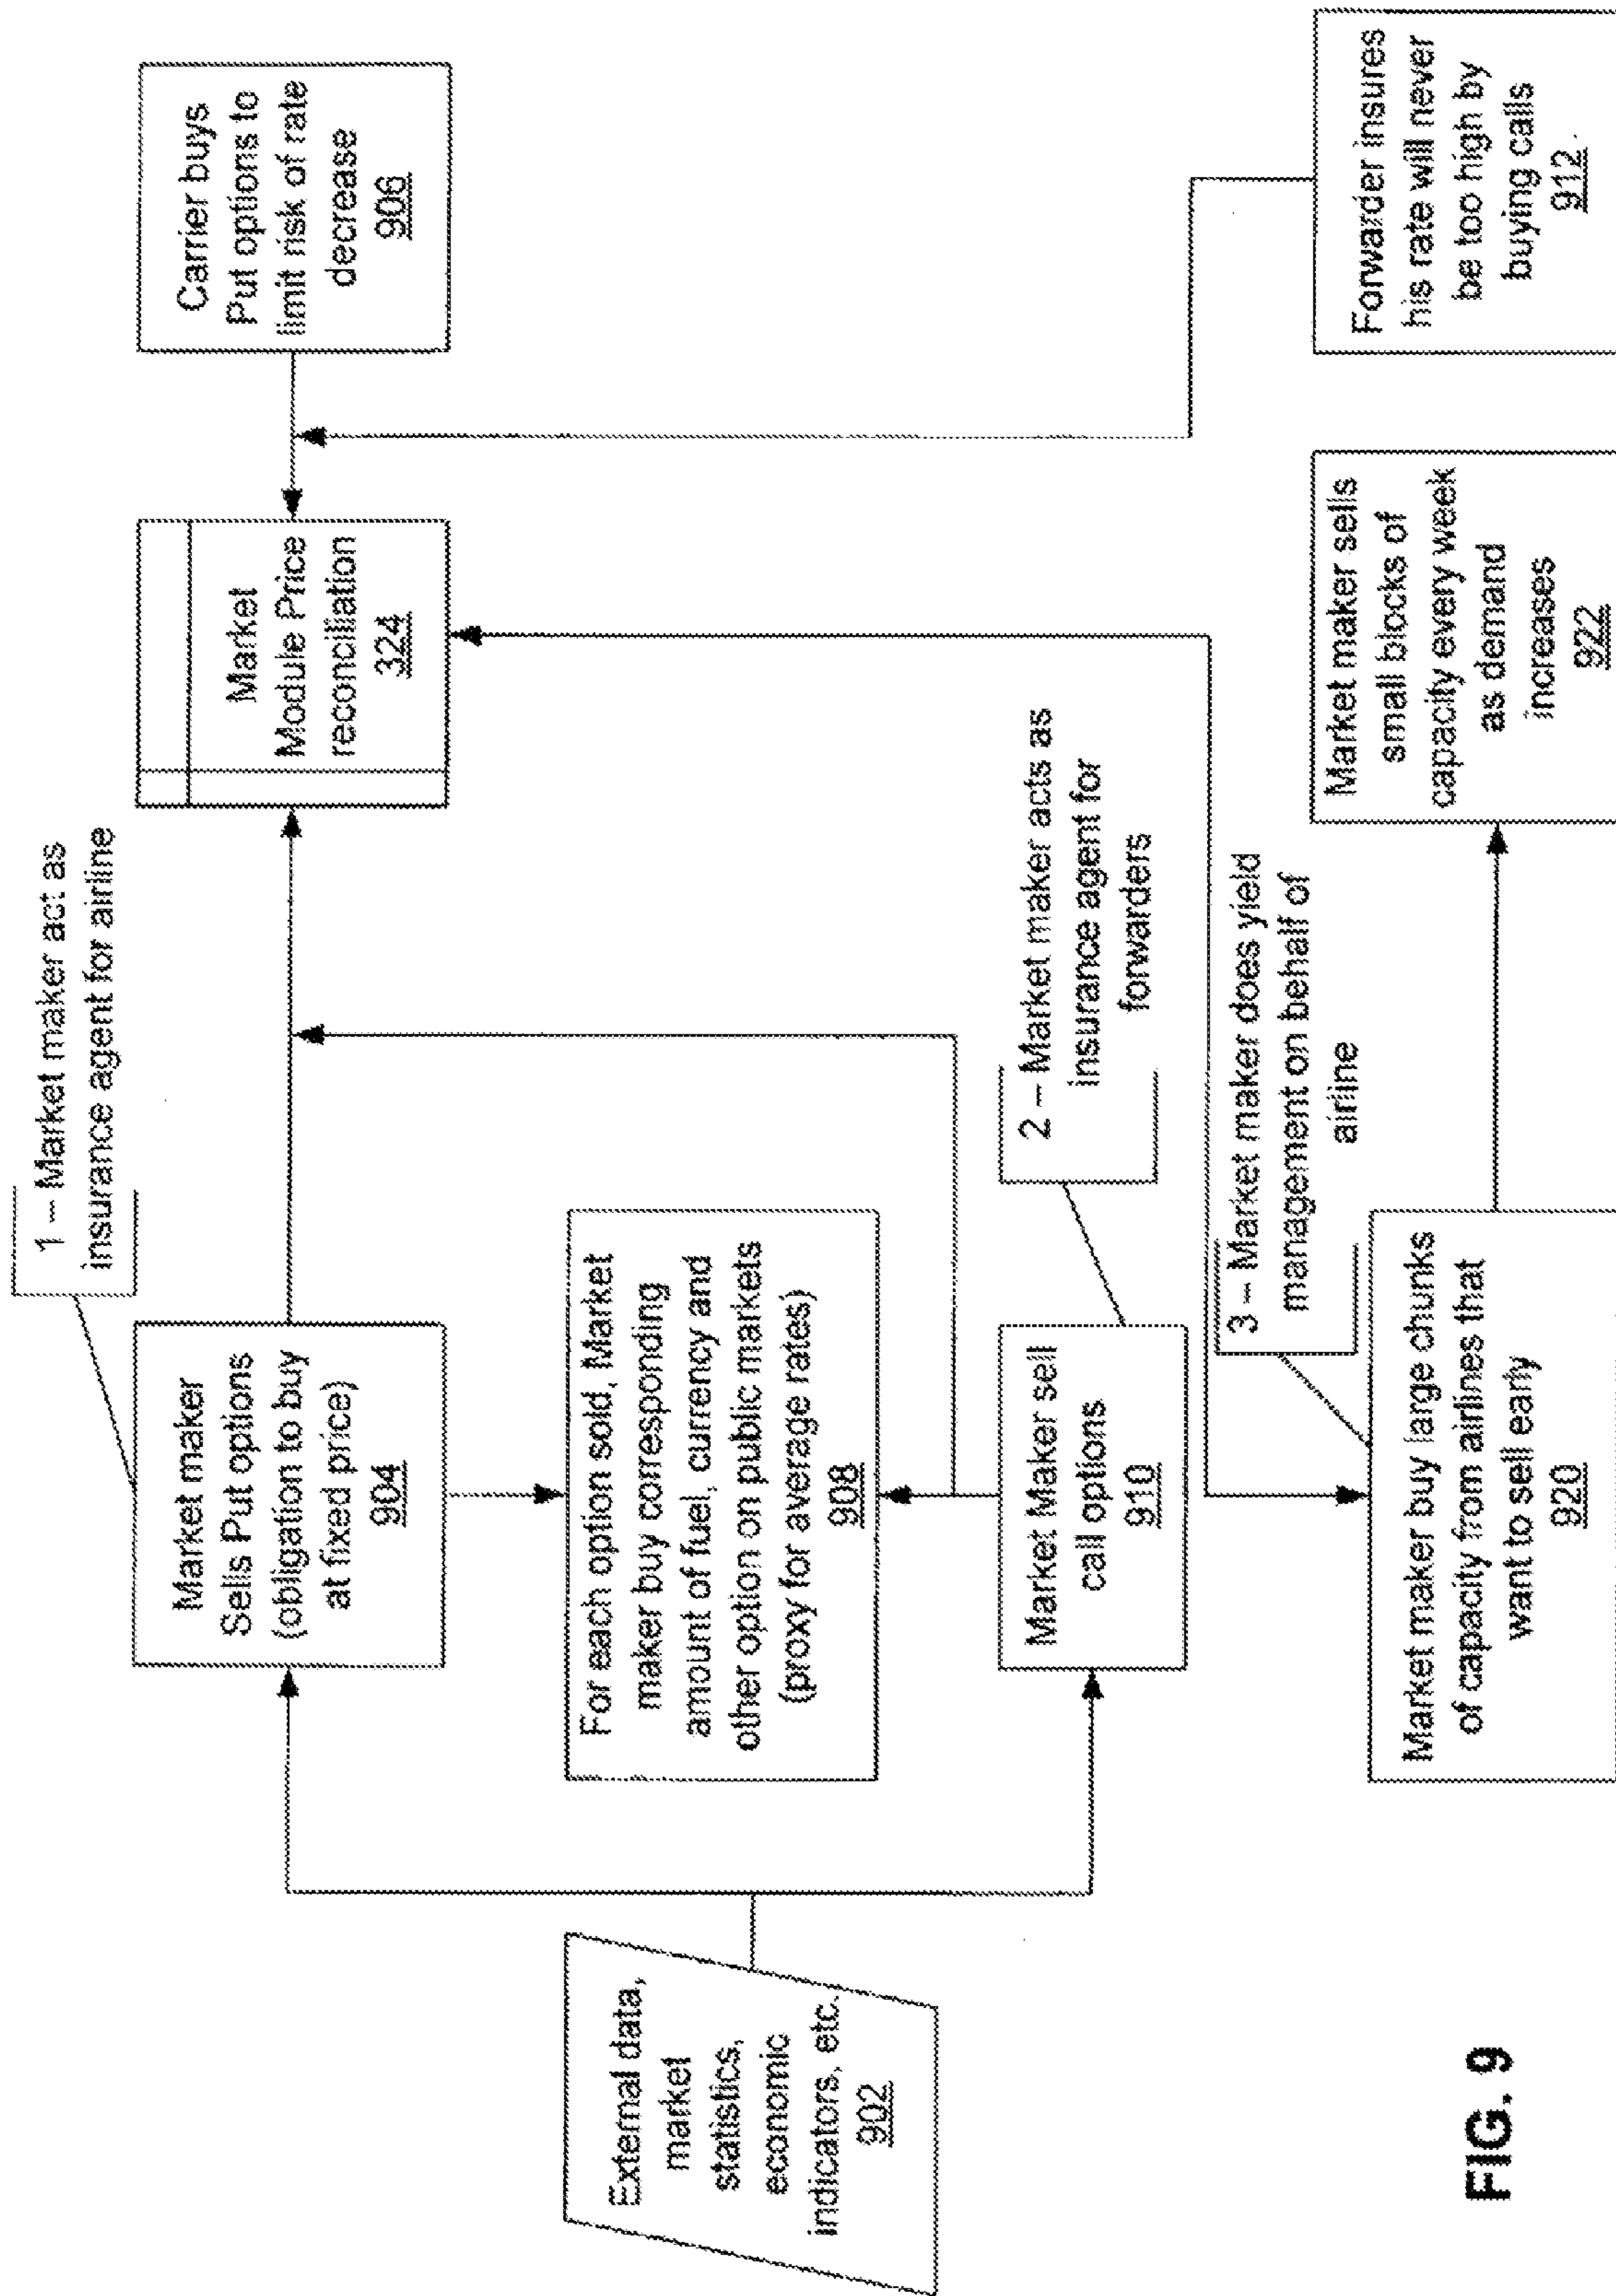 1 – Market maker act as
insurance agent for airline
Market maker
Sells Put options
(obligation to buy
at fixed price)
904
Market
Module Price
reconciliation
324
Carrier buys
Put options to
limit risk of rate
decrease
906
External data,
market
statistics,
economic
indicators, etc.
902
For each option sold, Market
maker buy corresponding
amount of fuel, currency and
other option on public markets
(proxy for average rates)
908
2 – Market maker acts as
insurance agent for
forwarders
Market Maker sell
call options
910
3 – Market maker does yield
management on behalf of
airline
Market maker buy large chunks
of capacity from airlines that
want to sell early
920
Market maker sells
small blocks of
capacity every week
as demand
increases
922
Forwarder insures
his rate will never
be too high by
buying calls
912
FIG. 9